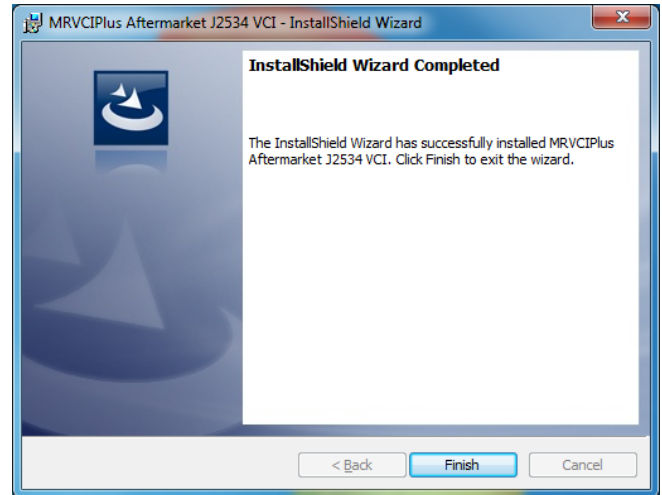 MRVCIPlus Aftermarket J2534 VCI - InstallShield Wizard
InstallShield Wizard Completed
The InstallShield Wizard has successfully installed MRVCIPlus
Aftermarket J2534 VCI. Click Finish to exit the wizard.
< Back Finish Cancel